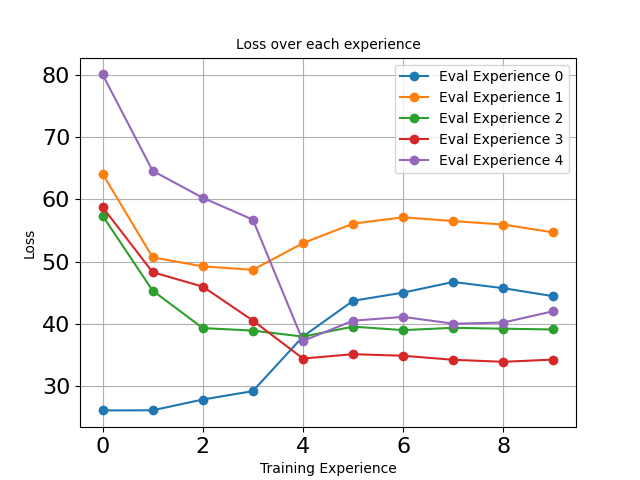 Loss over each experience
80
70
60
50
40
30
Loss
Eval Experience 0
Eval Experience 1
Eval Experience 2
Eval Experience 3
Eval Experience 4
0 2 4 6 8
Training Experience